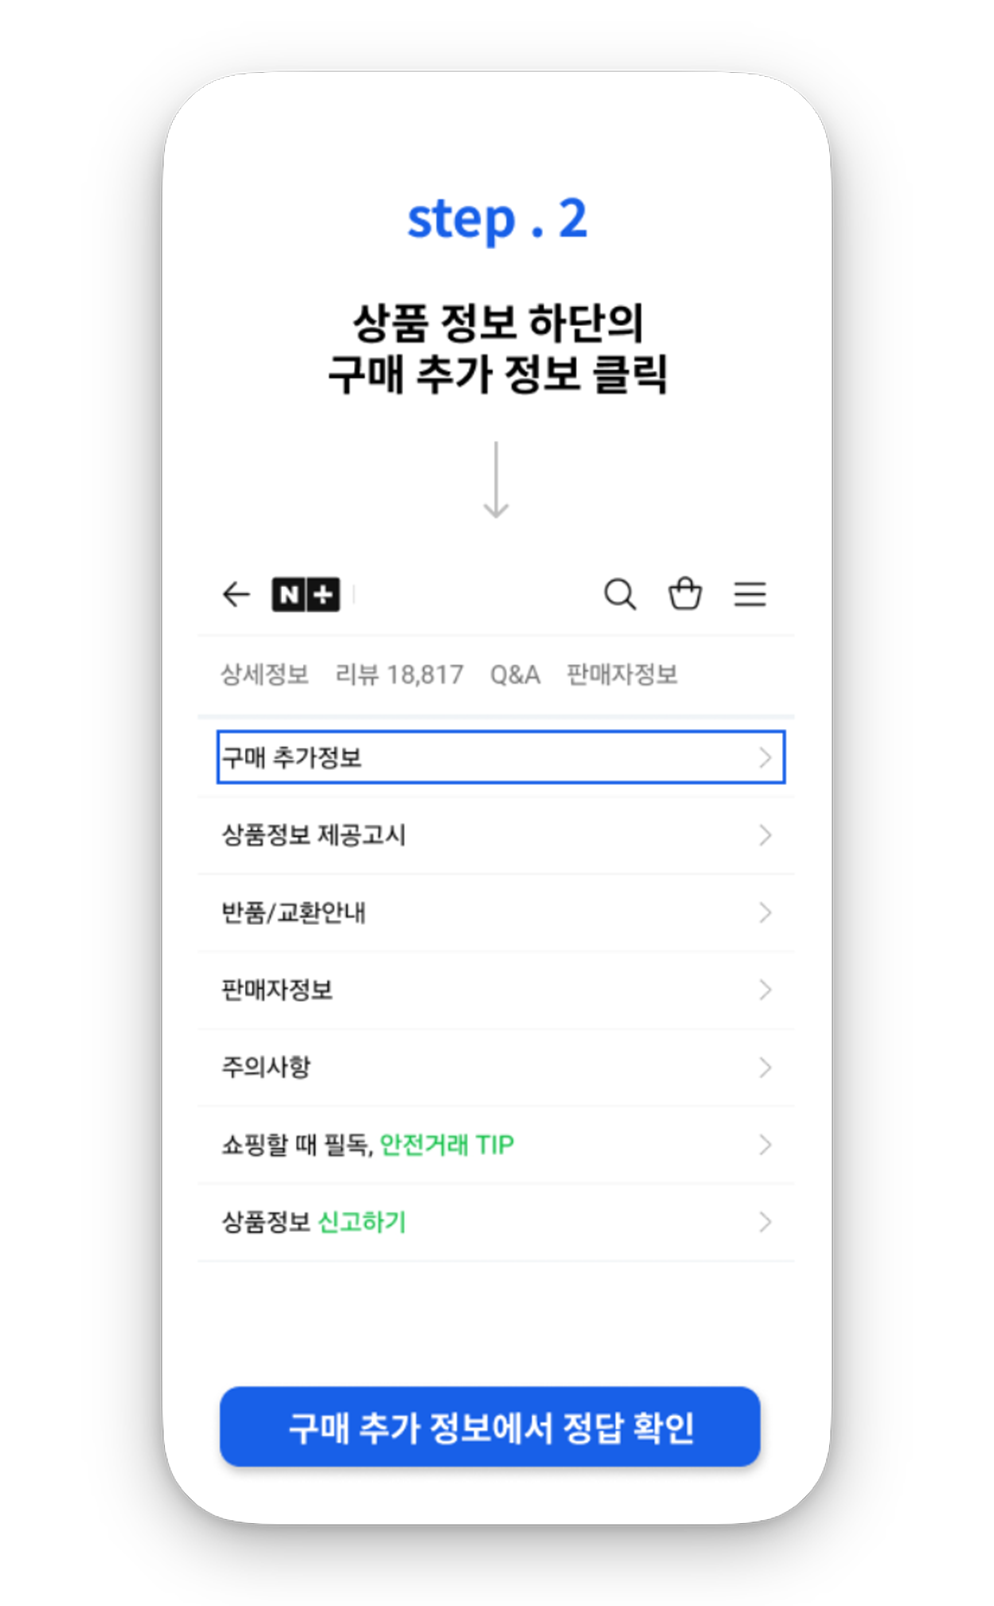 step . 2
상품 정보 하단의
구매 추가 정보 클릭
N+
상세정보 리뷰 18,817 Q&A 판매자정보
구매 추가정보
상품정보 제공고시
반품/교환안내
판매자정보
주의사항
쇼핑할 때 필독, 안전거래 TIP
상품정보 신고하기
구매 추가 정보에서 정답 확인